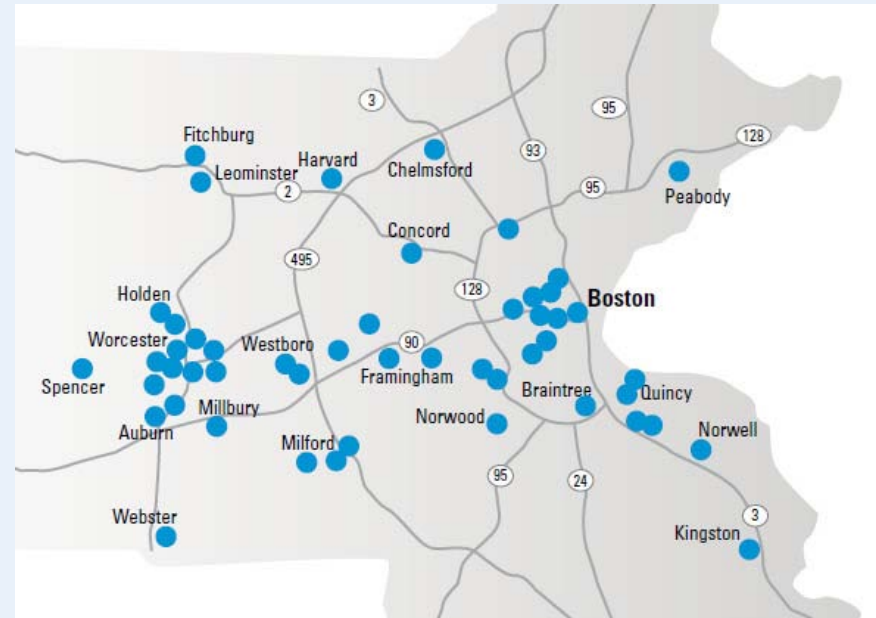 3
95
128
Fitchburg
93
Leominster
Harvard
Chelmsford
2
95
Peabody
Concord
495
128
Holden
Boston
Worcester
Westboro
90
Spencer
Framingham
Braintree
Quincy
Millbury
Norwood
Auburn
Milford
Norwell
95
24
Webster
3
Kingston